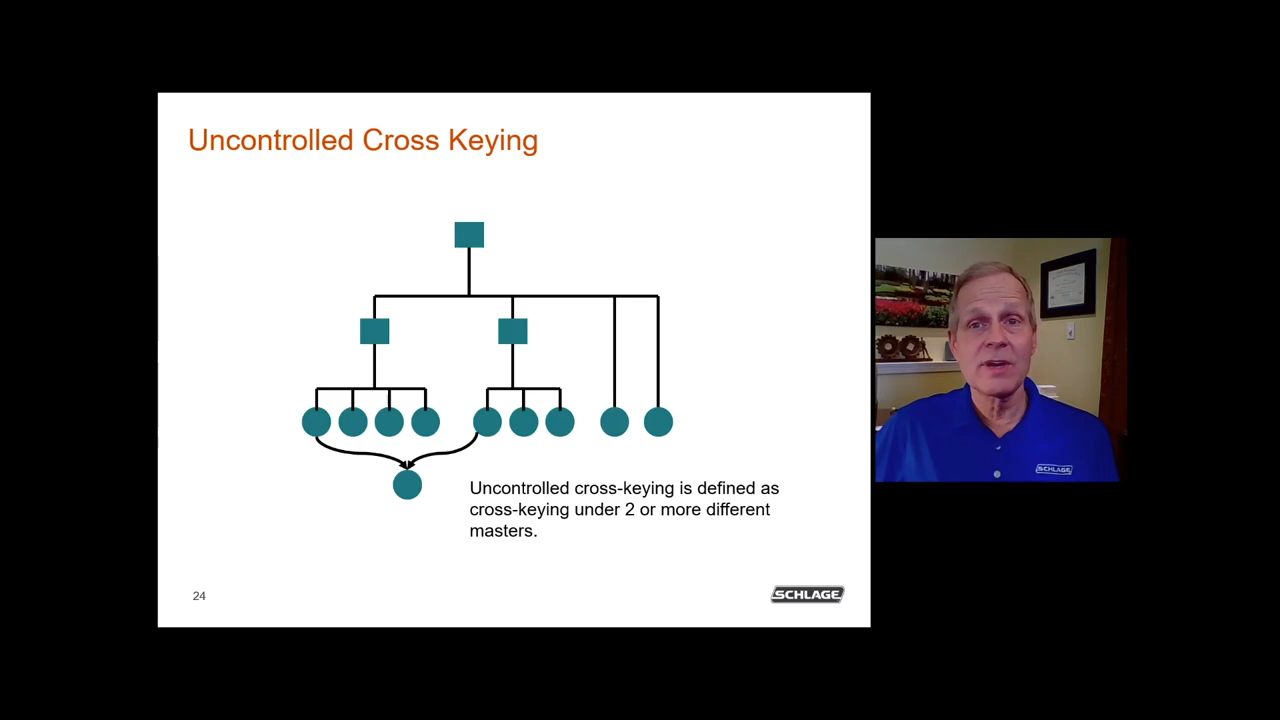 Uncontrolled Cross Keying
Uncontrolled cross-keying is defined as
cross-keying under 2 or more different
masters.
24
SCHLAGE
SCHLAGE